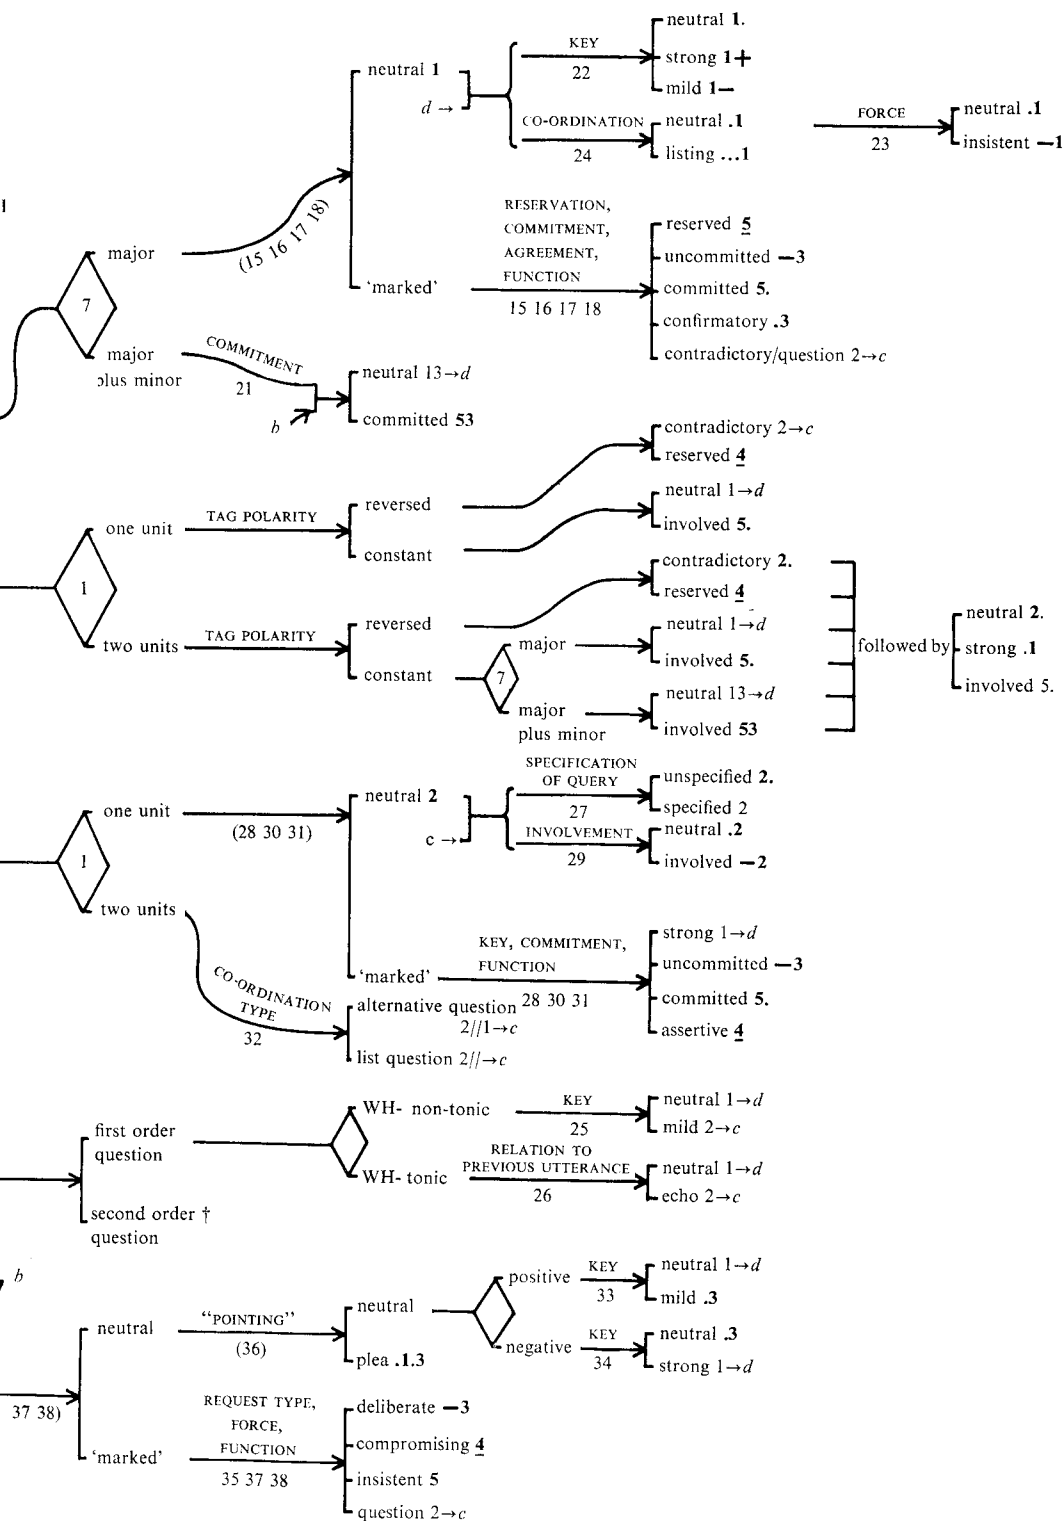 neutral 1.
KEY
strong 1+
22
neutral 1
mild 1—
d →
CO-ORDINATION
neutral .1
FORCE
neutral .1
24
listing ...1
23
insistent —1
(15 16 17 18)
RESERVATION,
COMMITMENT,
AGREEMENT,
FUNCTION
15 16 17 18
reserved 5
uncommitted —3
committed 5.
confirmatory .3
contradictory/question 2→c
major
7
'marked'
major
plus minor
COMMITMENT
21
b
neutral 13→d
committed 53
contradictory 2→c
reserved 4
one unit
TAG POLARITY
reversed
constant
neutral 1→d
involved 5.
1
two units
TAG POLARITY
reversed
constant
contradictory 2.
reserved 4
7
major
neutral 1→d
involved 5.
major
plus minor
neutral 13→d
involved 53
followed by
neutral 2.
strong .1
involved 5.
one unit
(28 30 31)
neutral 2
c →
SPECIFICATION
OF QUERY
27
unspecified 2.
specified 2
INVOLVEMENT
29
neutral .2
involved —2
1
two units
CO-ORDINATION
TYPE
32
'marked'
KEY, COMMITMENT,
FUNCTION
28 30 31
strong 1→d
uncommitted —3
committed 5.
assertive 4
alternative question
2//1→c
list question 2//→c
first order
question
second order †
question
WH- non-tonic
KEY
25
neutral 1→d
mild 2→c
WH- tonic
RELATION TO
PREVIOUS UTTERANCE
26
neutral 1→d
echo 2→c
b
37 38)
neutral
"POINTING"
(36)
neutral
plea .1.3
positive
KEY
33
neutral 1→d
mild .3
negative
KEY
34
neutral .3
strong 1→d
'marked'
REQUEST TYPE,
FORCE,
FUNCTION
35 37 38
deliberate —3
compromising 4
insistent 5
question 2→c